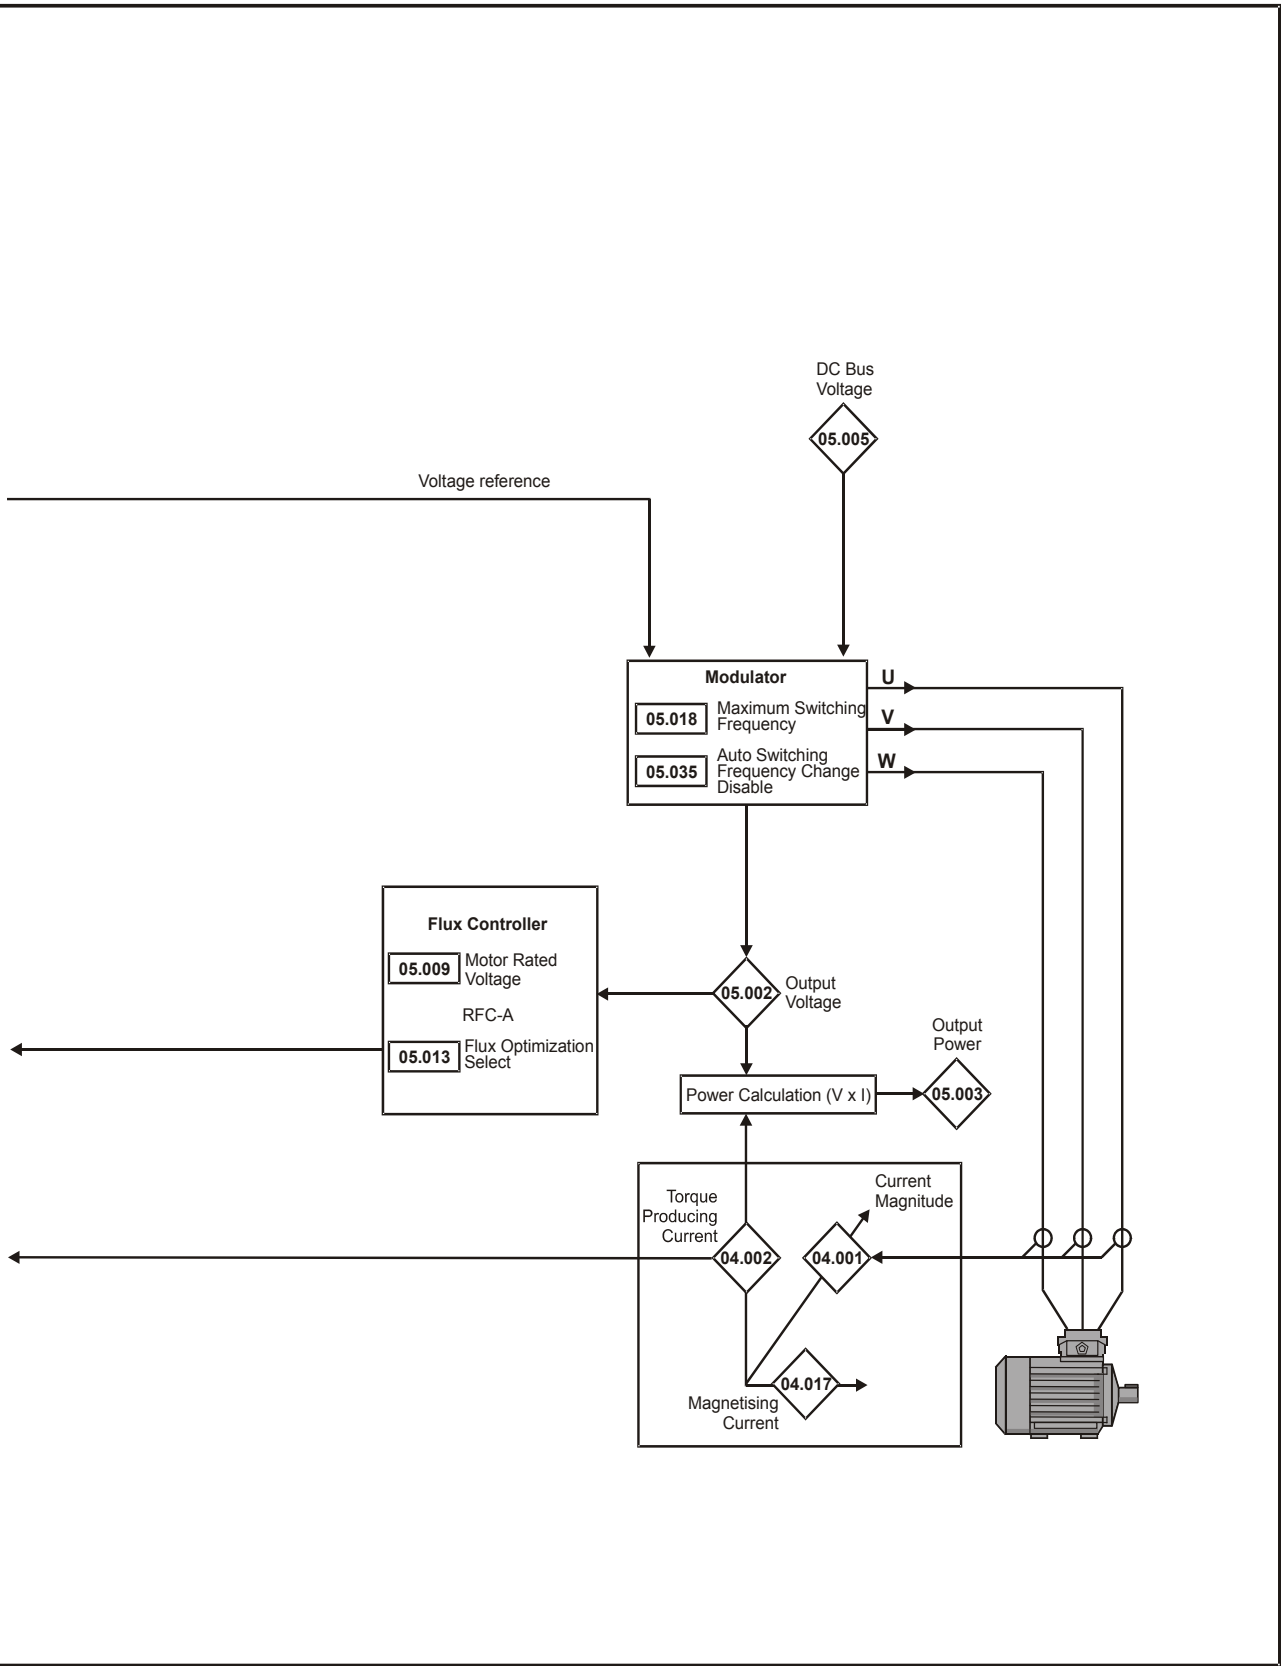 DC Bus
Voltage
05.005
Voltage reference
Modulator
05.018
Maximum Switching
Frequency
05.035
Auto Switching
Frequency Change
Disable
U
V
W
Flux Controller
05.009
Motor Rated
Voltage
RFC-A
05.013
Flux Optimization
Select
05.002
Output
Voltage
Output
Power
Power Calculation (V x I)
05.003
Torque
Producing
Current
Current
Magnitude
04.002
04.001
04.017
Magnetising
Current